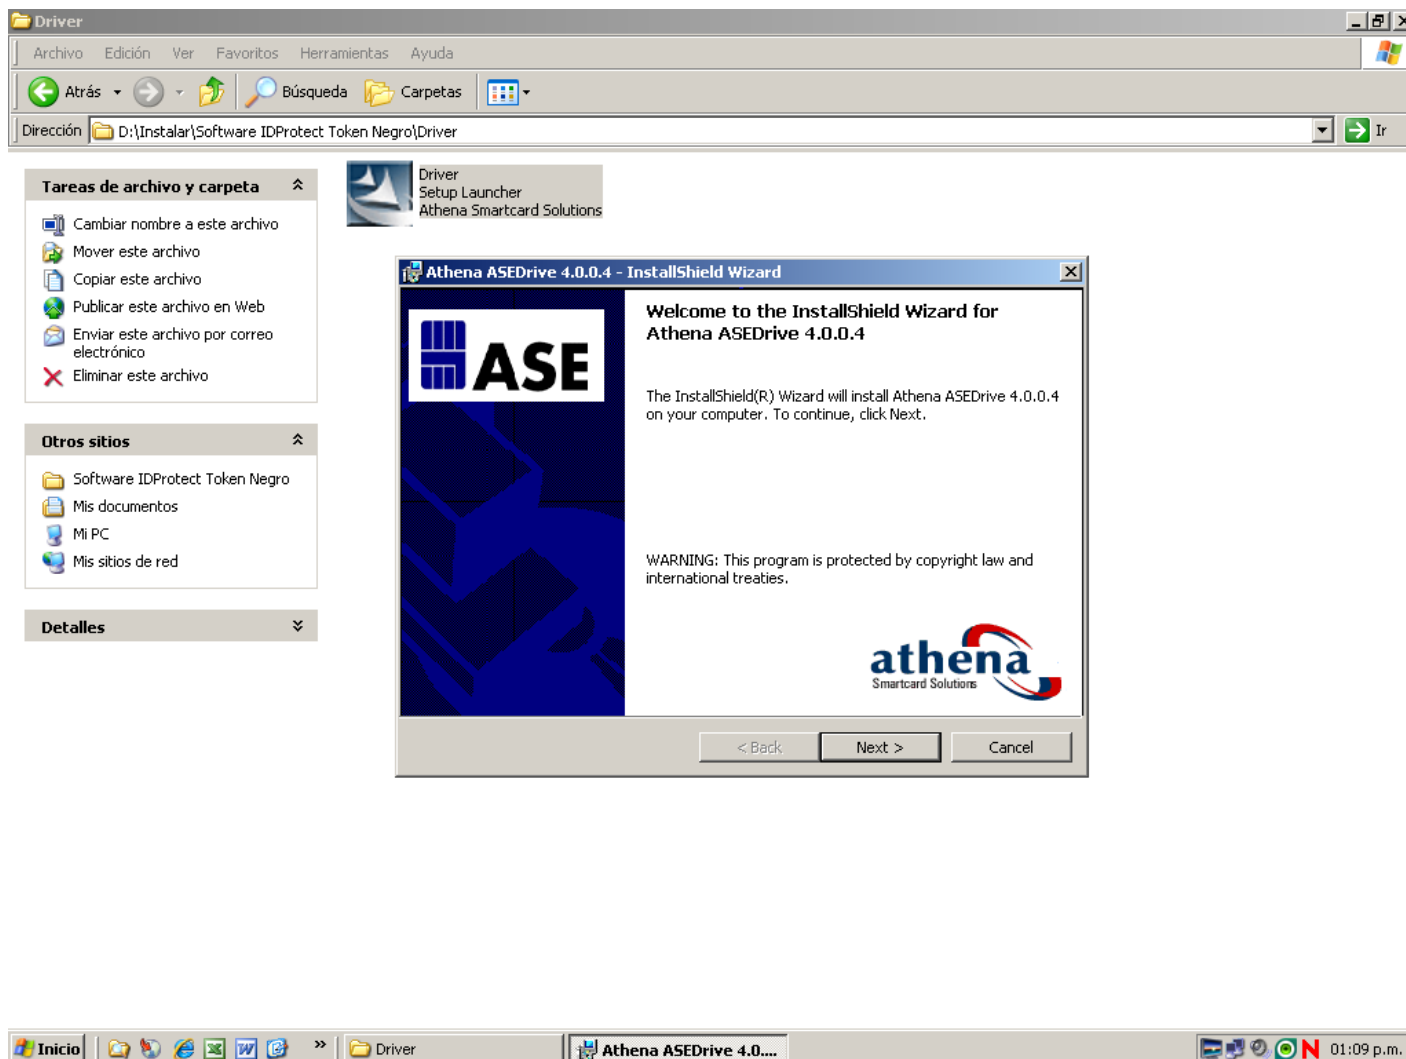 Driver
Archivo Edición Ver Favoritos Herramientas Ayuda
Atrás Búsqueda Carpetas
Dirección D:\Instalar\Software IDProtect Token Negro\Driver Ir
Tareas de archivo y carpeta
Cambiar nombre a este archivo
Mover este archivo
Copiar este archivo
Publicar este archivo en Web
Enviar este archivo por correo
electrónico
Eliminar este archivo
Otros sitios
Software IDProtect Token Negro
Mis documentos
Mi PC
Mis sitios de red
Detalles
Driver
Setup Launcher
Athena Smartcard Solutions
Athena ASEDrive 4.0.0.4 - InstallShield Wizard
ASE
Welcome to the InstallShield Wizard for
Athena ASEDrive 4.0.0.4
The InstallShield(R) Wizard will install Athena ASEDrive 4.0.0.4
on your computer. To continue, click Next.
WARNING: This program is protected by copyright law and
international treaties.
athena
Smartcard Solutions
< Back Next > Cancel
Inicio » Driver Athena ASEDrive 4.0.... N 01:09 p.m.